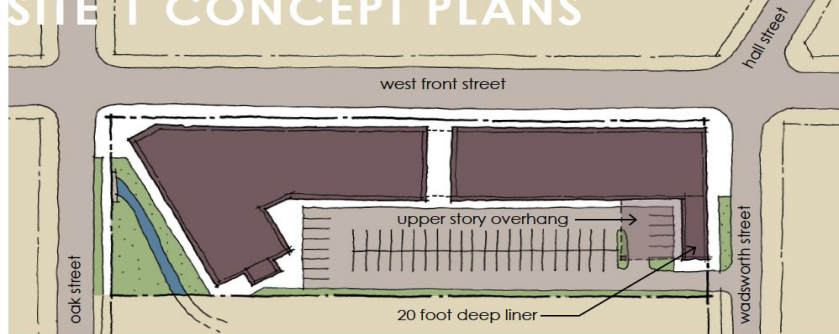 SITE 1 CONCEPT PLANS
hall street
west front street
upper story overhang
oak street
wadsworth street
20 foot deep liner